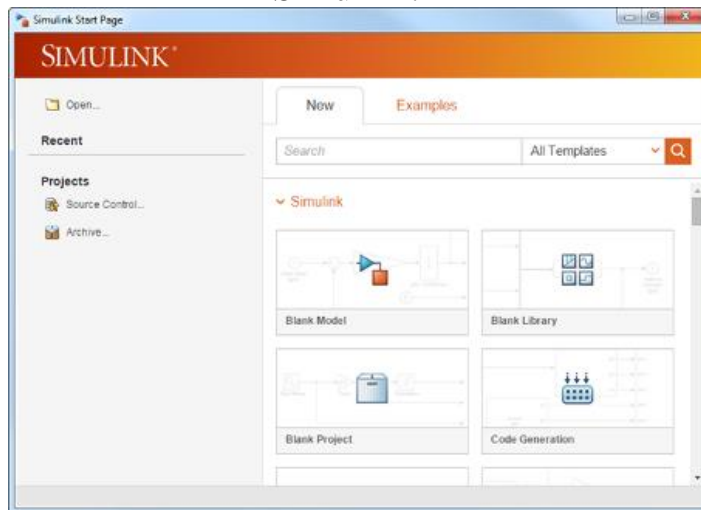 Simulink Start Page
SIMULINK®
Open...
Recent
Projects
Source Control...
Archive...
New
Examples
Search
All Templates
Simulink
Blank Model
Blank Library
Blank Project
Code Generation